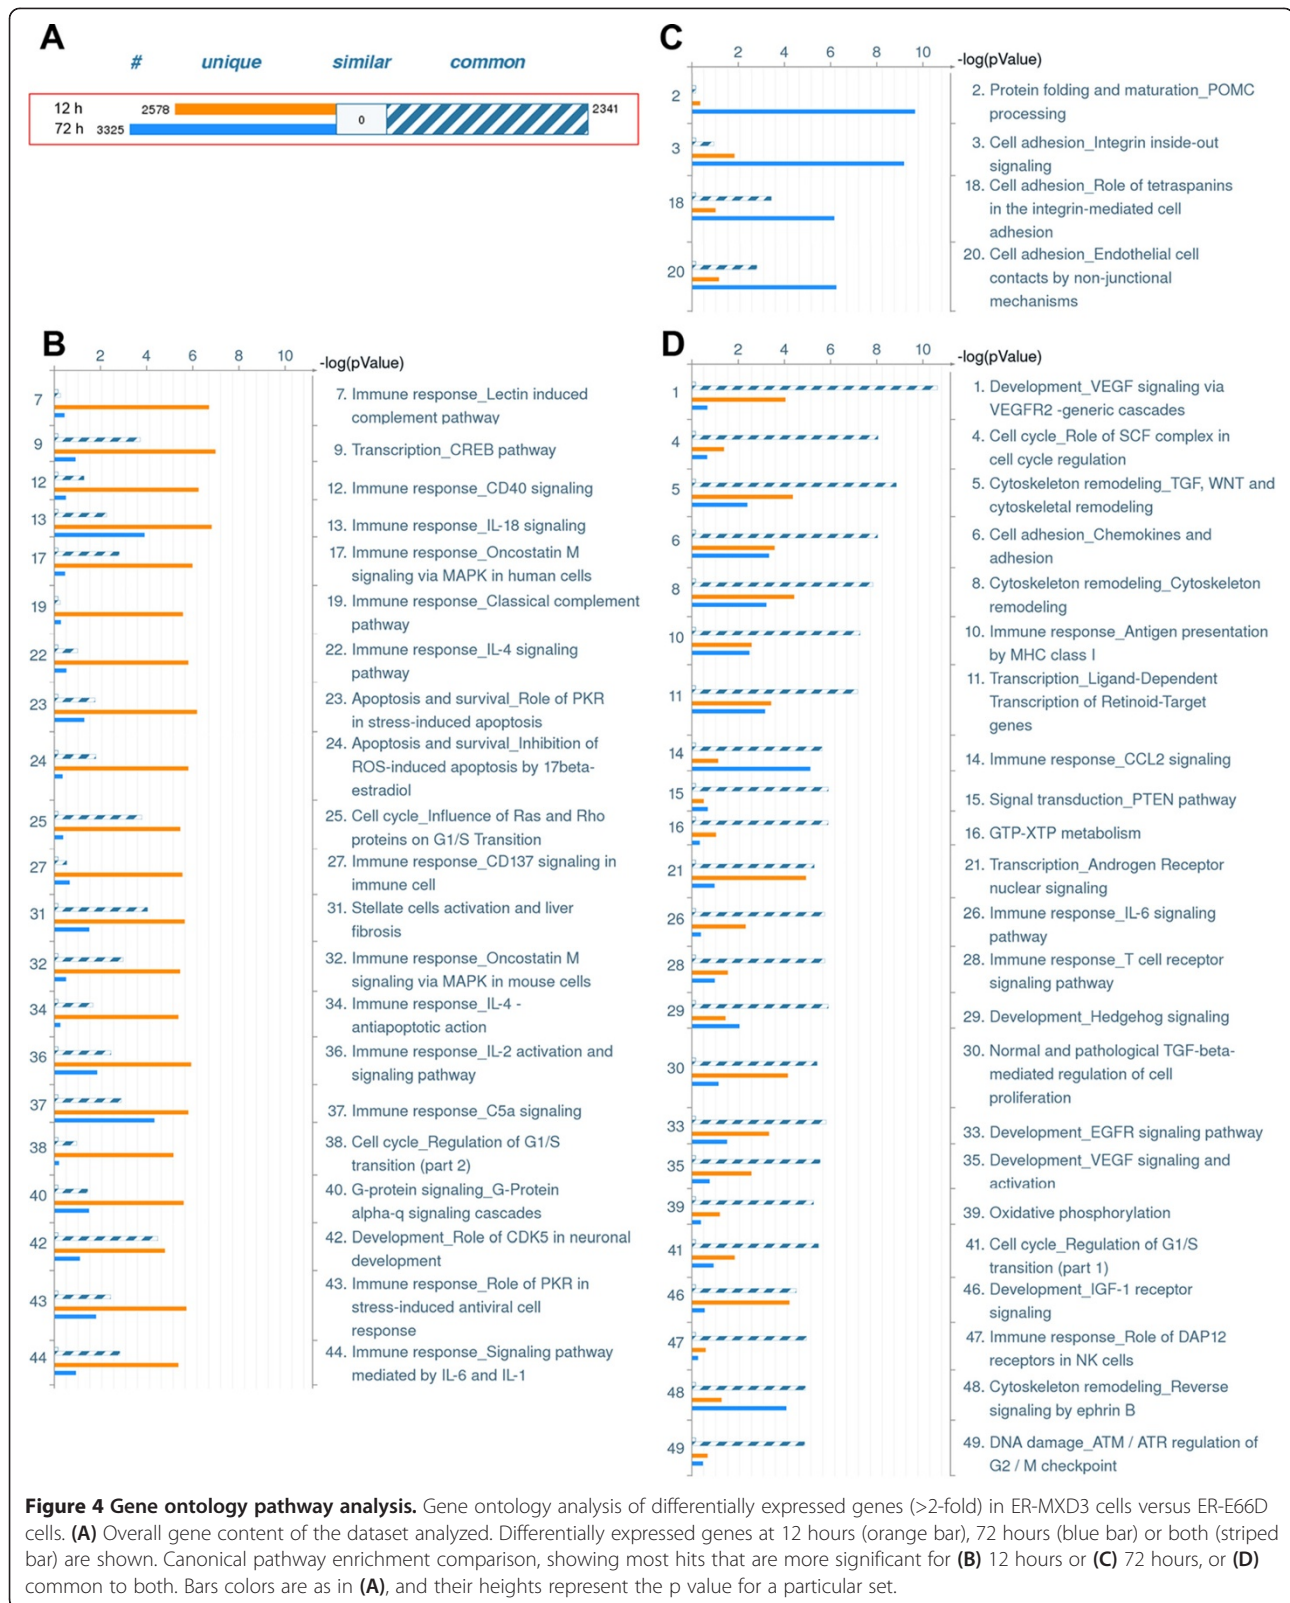 A
# unique similar common
12 h 2578 0 2341
72 h 3325
C
2 4 6 8 10
-log(pValue)
2
3
18
20
2. Protein folding and maturation_POMC
processing
3. Cell adhesion_Integrin inside-out
signaling
18. Cell adhesion_Role of tetraspanins
in the integrin-mediated cell
adhesion
20. Cell adhesion_Endothelial cell
contacts by non-junctional
mechanisms
B
2 4 6 8 10
-log(pValue)
7
9
12
13
17
19
22
23
24
25
27
31
32
34
36
37
38
40
42
43
44
7. Immune response_Lectin induced
complement pathway
9. Transcription_CREB pathway
12. Immune response_CD40 signaling
13. Immune response_IL-18 signaling
17. Immune response_Oncostatin M
signaling via MAPK in human cells
19. Immune response_Classical complement
pathway
22. Immune response_IL-4 signaling
pathway
23. Apoptosis and survival_Role of PKR
in stress-induced apoptosis
24. Apoptosis and survival_Inhibition of
ROS-induced apoptosis by 17beta-
estradiol
25. Cell cycle_Influence of Ras and Rho
proteins on G1/S Transition
27. Immune response_CD137 signaling in
immune cell
31. Stellate cells activation and liver
fibrosis
32. Immune response_Oncostatin M
signaling via MAPK in mouse cells
34. Immune response_IL-4 -
antiapoptotic action
36. Immune response_IL-2 activation and
signaling pathway
37. Immune response_C5a signaling
38. Cell cycle_Regulation of G1/S
transition (part 2)
40. G-protein signaling_G-Protein
alpha-q signaling cascades
42. Development_Role of CDK5 in neuronal
development
43. Immune response_Role of PKR in
stress-induced antiviral cell
response
44. Immune response_Signaling pathway
mediated by IL-6 and IL-1
D
2 4 6 8 10
-log(pValue)
1
4
5
6
8
10
11
14
15
16
21
26
28
29
30
33
35
39
41
46
47
48
49
1. Development_VEGF signaling via
VEGFR2 -generic cascades
4. Cell cycle_Role of SCF complex in
cell cycle regulation
5. Cytoskeleton remodeling_TGF, WNT and
cytoskeletal remodeling
6. Cell adhesion_Chemokines and
adhesion
8. Cytoskeleton remodeling_Cytoskeleton
remodeling
10. Immune response_Antigen presentation
by MHC class I
11. Transcription_Ligand-Dependent
Transcription of Retinoid-Target
genes
14. Immune response_CCL2 signaling
15. Signal transduction_PTEN pathway
16. GTP-XTP metabolism
21. Transcription_Androgen Receptor
nuclear signaling
26. Immune response_IL-6 signaling
pathway
28. Immune response_T cell receptor
signaling pathway
29. Development_Hedgehog signaling
30. Normal and pathological TGF-beta-
mediated regulation of cell
proliferation
33. Development_EGFR signaling pathway
35. Development_VEGF signaling and
activation
39. Oxidative phosphorylation
41. Cell cycle_Regulation of G1/S
transition (part 1)
46. Development_IGF-1 receptor
signaling
47. Immune response_Role of DAP12
receptors in NK cells
48. Cytoskeleton remodeling_Reverse
signaling by ephrin B
49. DNA damage_ATM / ATR regulation of
G2 / M checkpoint
Figure 4 Gene ontology pathway analysis. Gene ontology analysis of differentially expressed genes (>2-fold) in ER-MXD3 cells versus ER-E66D
cells. (A) Overall gene content of the dataset analyzed. Differentially expressed genes at 12 hours (orange bar), 72 hours (blue bar) or both (striped
bar) are shown. Canonical pathway enrichment comparison, showing most hits that are more significant for (B) 12 hours or (C) 72 hours, or (D)
common to both. Bars colors are as in (A), and their heights represent the p value for a particular set.